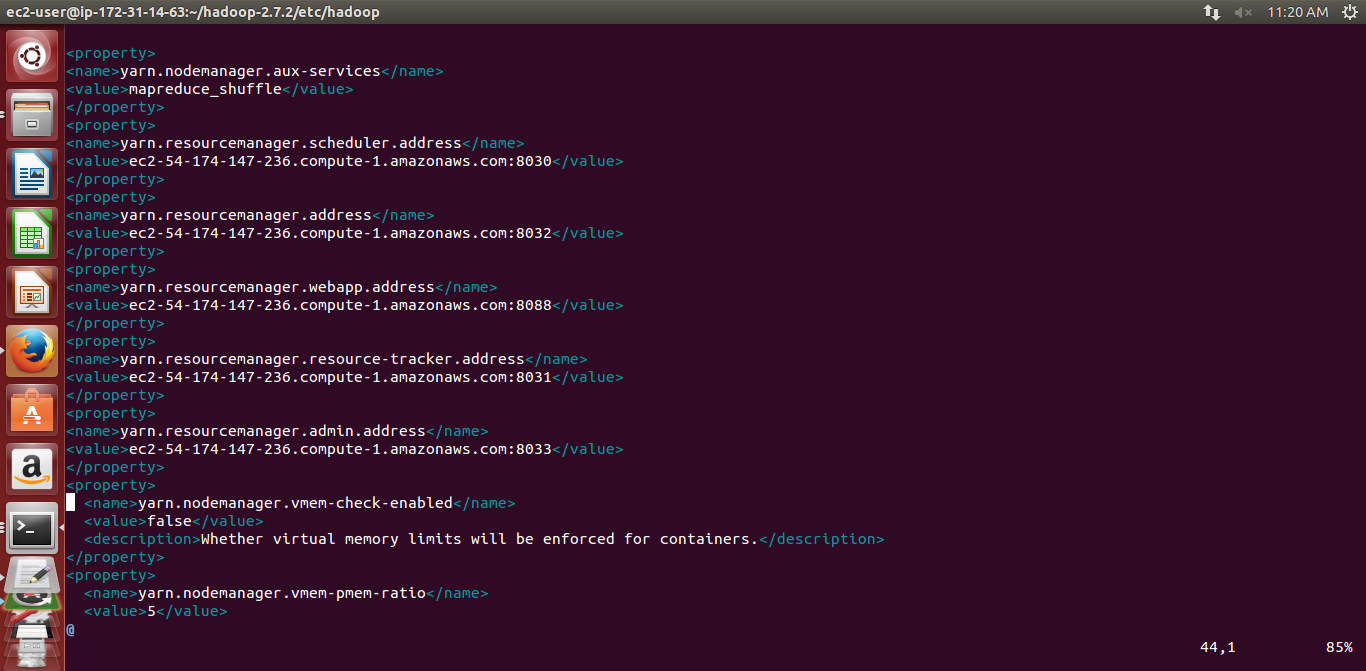 ec2-user@ip-172-31-14-63:~/hadoop-2.7.2/etc/hadoop
11:20 AM
<property>
<name>yarn.nodemanager.aux-services</name>
<value>mapreduce_shuffle</value>
</property>
<property>
<name>yarn.resourcemanager.scheduler.address</name>
<value>ec2-54-174-147-236.compute-1.amazonaws.com:8030</value>
</property>
<property>
<name>yarn.resourcemanager.address</name>
<value>ec2-54-174-147-236.compute-1.amazonaws.com:8032</value>
</property>
<property>
<name>yarn.resourcemanager.webapp.address</name>
<value>ec2-54-174-147-236.compute-1.amazonaws.com:8088</value>
</property>
<property>
<name>yarn.resourcemanager.resource-tracker.address</name>
<value>ec2-54-174-147-236.compute-1.amazonaws.com:8031</value>
</property>
<property>
<name>yarn.resourcemanager.admin.address</name>
<value>ec2-54-174-147-236.compute-1.amazonaws.com:8033</value>
</property>
<property>
  <name>yarn.nodemanager.vmem-check-enabled</name>
  <value>false</value>
  <description>Whether virtual memory limits will be enforced for containers.</description>
</property>
<property>
  <name>yarn.nodemanager.vmem-pmem-ratio</name>
  <value>5</value>
@
44,1 85%